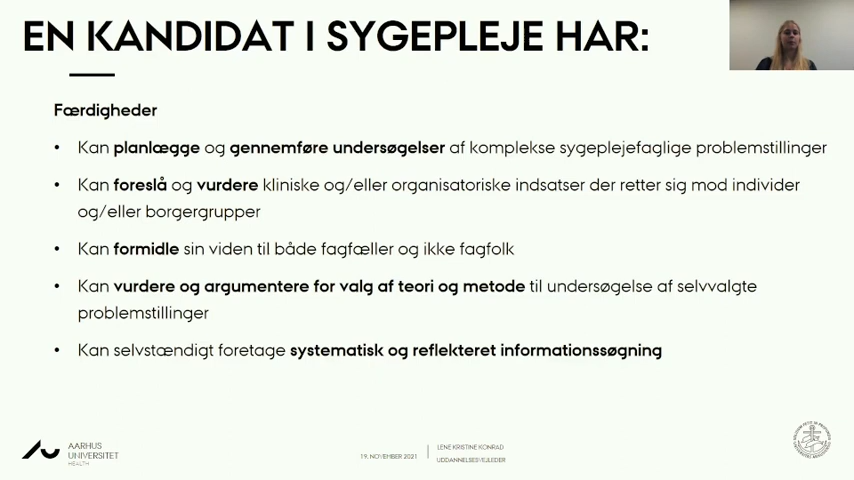 EN KANDIDAT I SYGEPLEJE HAR:
Færdigheder
• Kan planlægge og gennemføre undersøgelser af komplekse sygeplejefaglige problemstillinger
• Kan foreslå og vurdere kliniske og/eller organisatoriske indsatser der retter sig mod individer
og/eller borgergrupper
• Kan formidle sin viden til både fagfæller og ikke fagfolk
• Kan vurdere og argumentere for valg af teori og metode til undersøgelse af selvvalgte
problemstillinger
• Kan selvstændigt foretage systematisk og reflekteret informationssøgning
AARHUS
UNIVERSITET
HEALTH
19. NOVEMBER 2021
LENE KRISTINE KONRAD
UDDANNELSESVEJLEDER